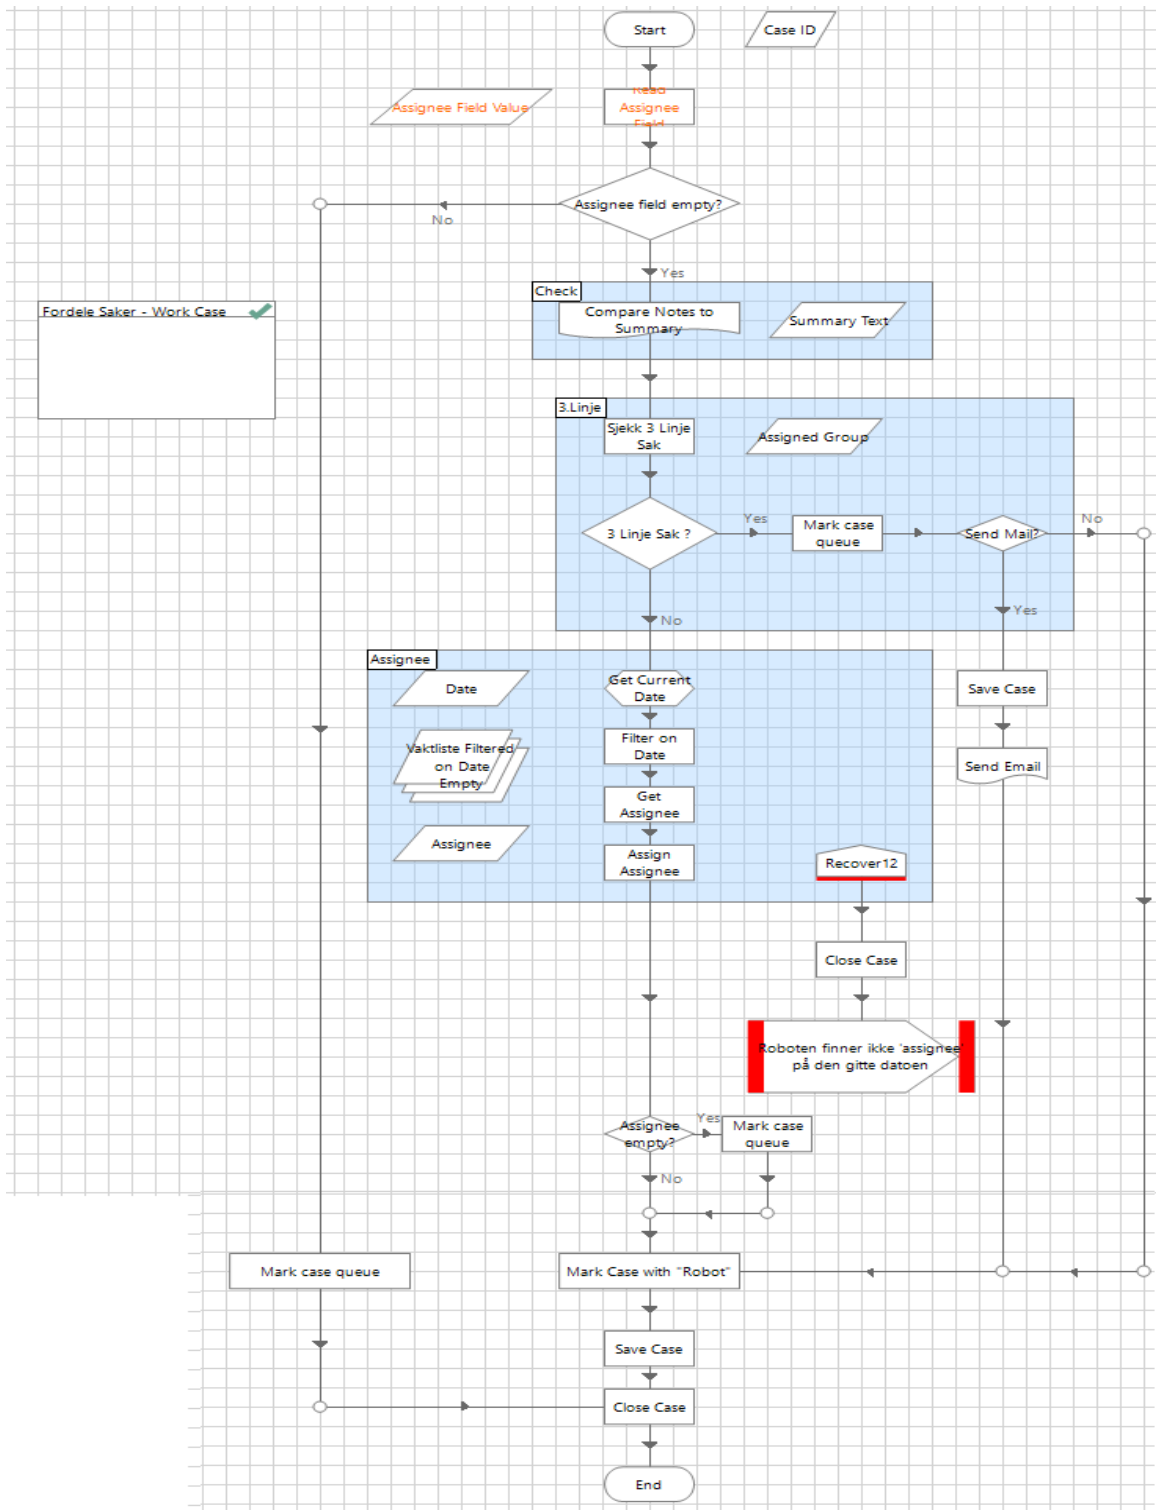 Start
Case ID
Assignee Field Value
Read
Assignee
Field
Assignee field empty?
No
Yes
Check
Compare Notes to
Summary
Summary Text
Fordele Saker - Work Case
3.Linje
Sjekk 3 Linje
Sak
Assigned Group
3 Linje Sak ?
Yes
Mark case
queue
Send Mail?
No
Yes
No
Assignee
Date
Get Current
Date
Save Case
Vaktliste Filtered
on Date
Empty
Filter on
Date
Send Email
Get
Assignee
Assignee
Assign
Assignee
Recover12
Close Case
Roboten finner ikke 'assignee'
på den gitte datoen
Assignee
empty?
Yes
Mark case
queue
No
Mark case queue
Mark Case with "Robot"
Save Case
Close Case
End